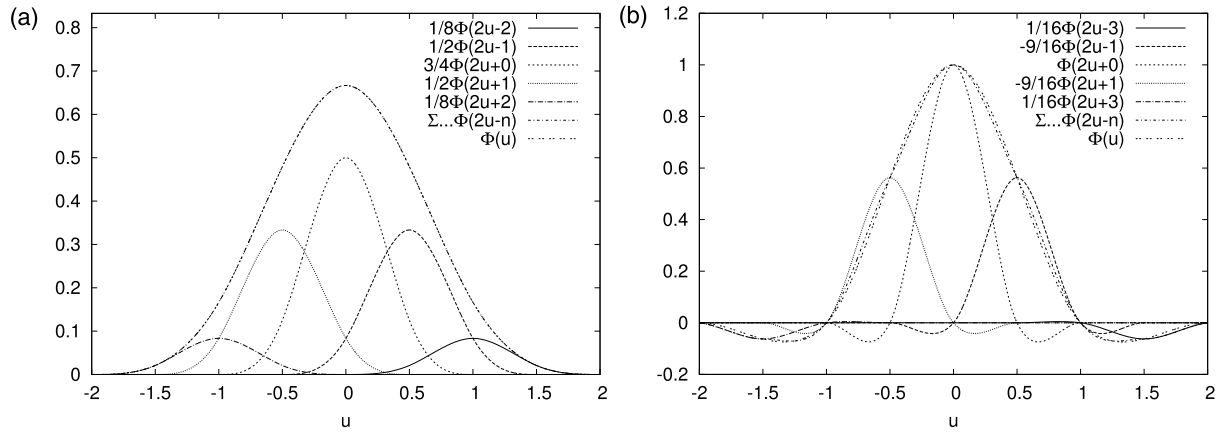 (a)
0.8
0.7
0.6
0.5
0.4
0.3
0.2
0.1
0
-2 -1.5 -1 -0.5 0 0.5 1 1.5 2
u
1/8Φ(2u-2)
1/2Φ(2u-1)
3/4Φ(2u+0)
1/2Φ(2u+1)
1/8Φ(2u+2)
Σ...Φ(2u-n)
Φ(u)
(b)
1.2
1
0.8
0.6
0.4
0.2
0
-0.2
-2 -1.5 -1 -0.5 0 0.5 1 1.5 2
u
1/16Φ(2u-3)
-9/16Φ(2u-1)
Φ(2u+0)
-9/16Φ(2u+1)
1/16Φ(2u+3)
Σ...Φ(2u-n)
Φ(u)